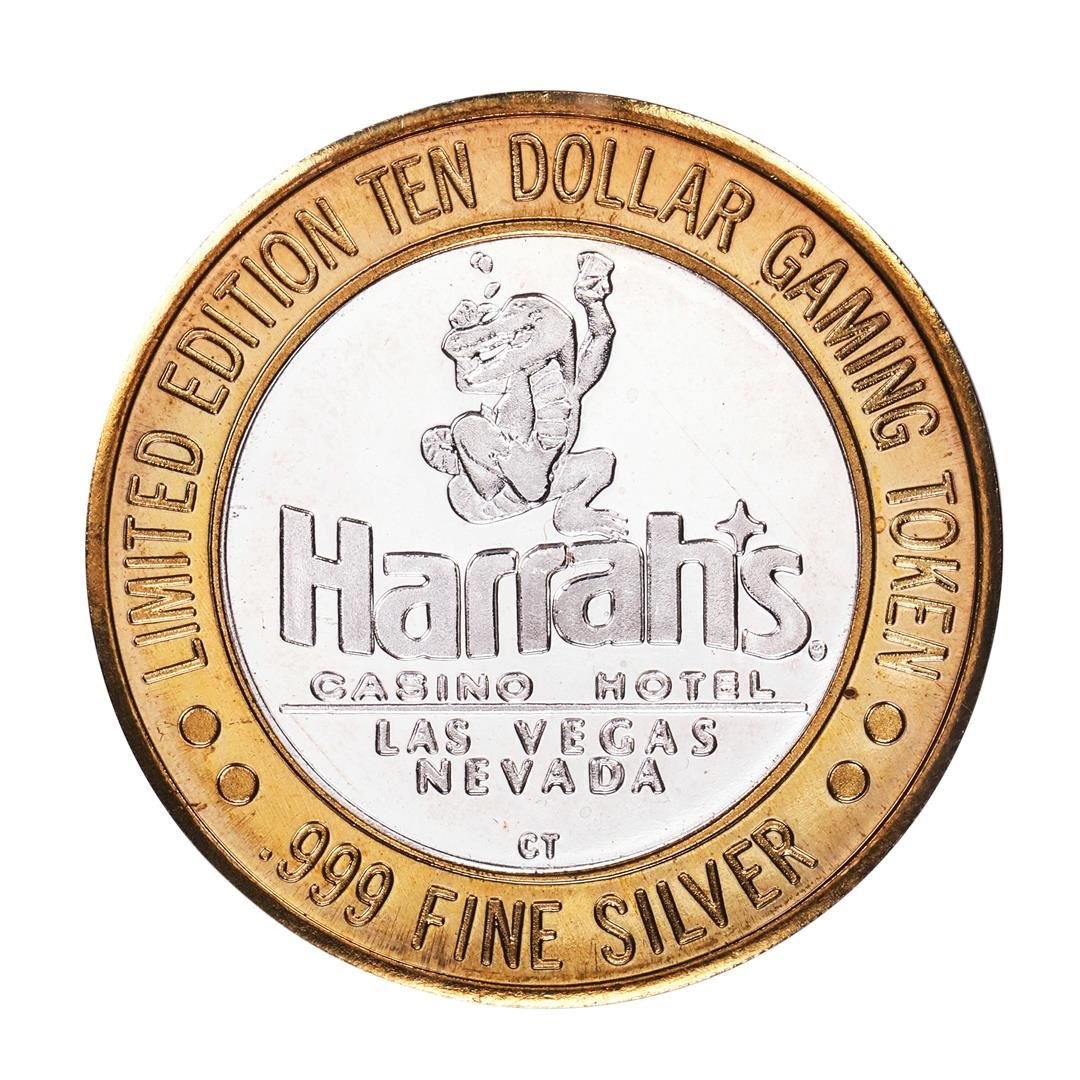 LIMITED EDITION TEN DOLLAR GAMING TOKEN
Harrah's.
CASINO HOTEL
LAS VEGAS
NEVADA
CT
.999 FINE SILVER